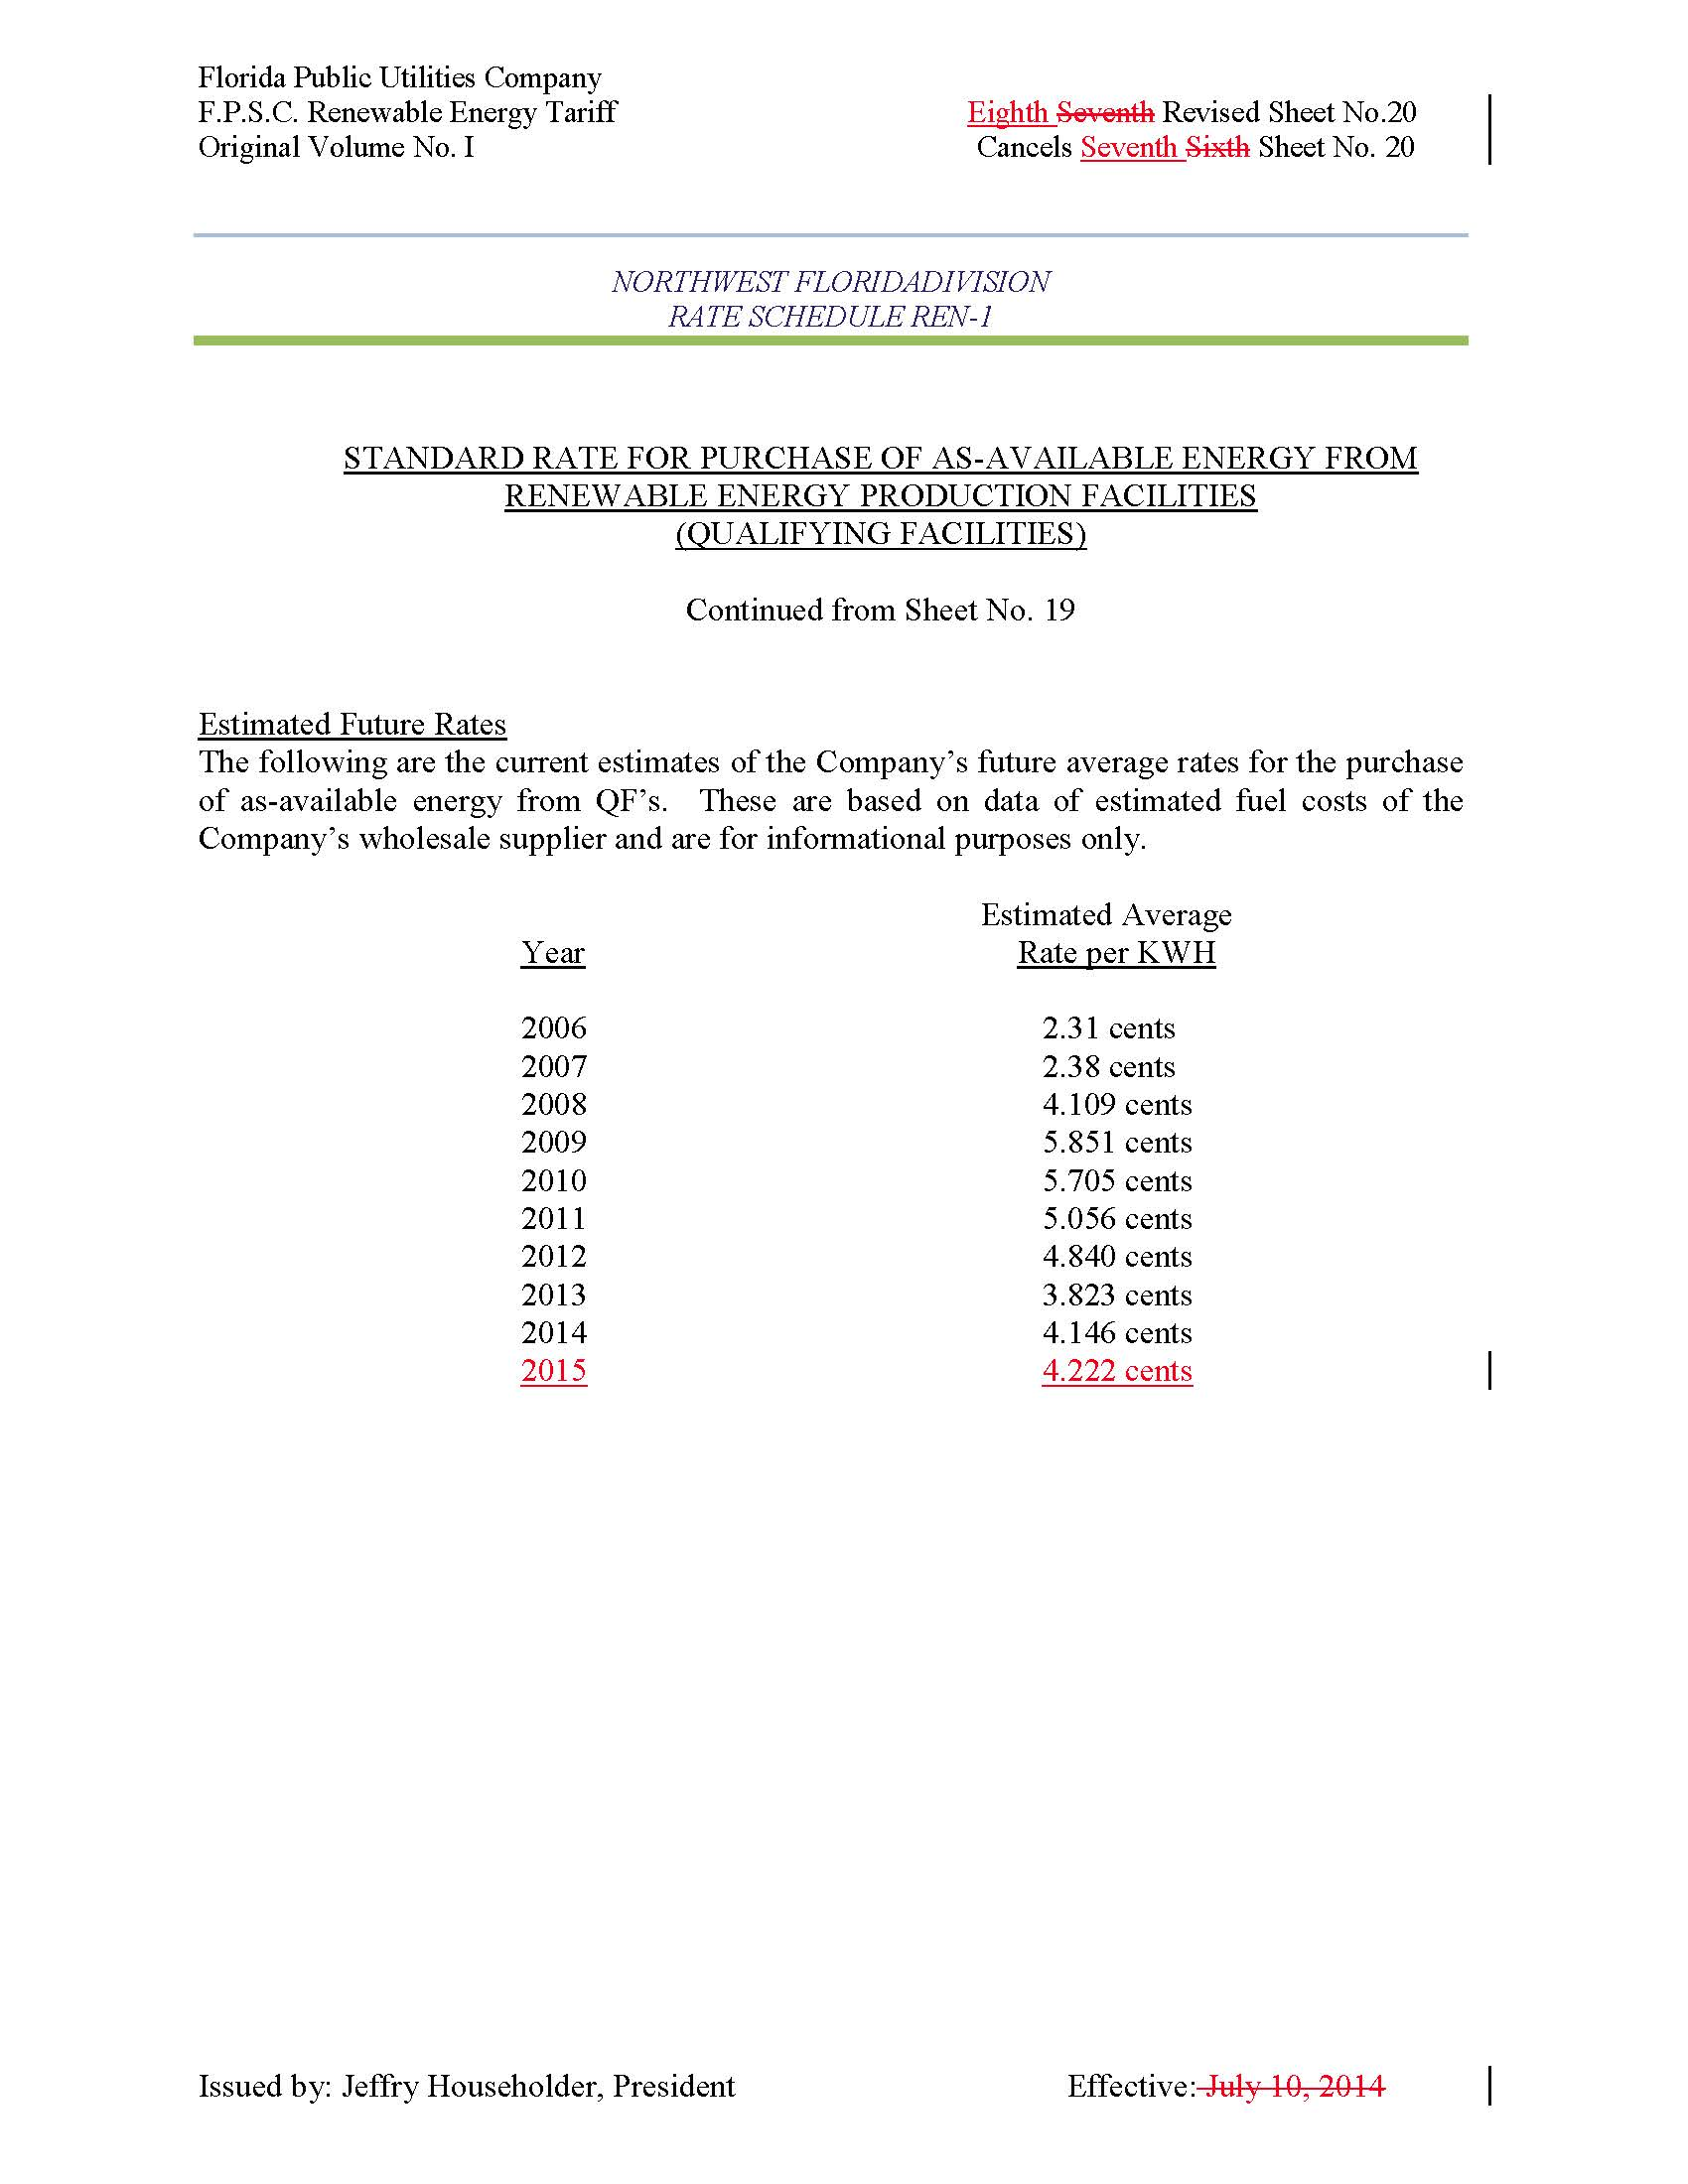 Florida Public Utilities Company
F.P.S.C. Renewable Energy Tariff Eighth Seventh Revised Sheet No.20
Original Volume No. I Cancels Seventh Sixth Sheet No. 20
NORTHWEST FLORIDADIVISION
RATE SCHEDULE REN-1
STANDARD RATE FOR PURCHASE OF AS-AVAILABLE ENERGY FROM
RENEWABLE ENERGY PRODUCTION FACILITIES
(QUALIFYING FACILITIES)
Continued from Sheet No. 19
Estimated Future Rates
The following are the current estimates of the Company’s future average rates for the purchase
of as-available energy from QF’s. These are based on data of estimated fuel costs of the
Company’s wholesale supplier and are for informational purposes only.
Estimated Average
Year Rate per KWH
2006 2.31 cents
2007 2.38 cents
2008 4.109 cents
2009 5.851 cents
2010 5.705 cents
2011 5.056 cents
2012 4.840 cents
2013 3.823 cents
2014 4.146 cents
2015 4.222 cents
Issued by: Jeffry Householder, President Effective: July 10, 2014